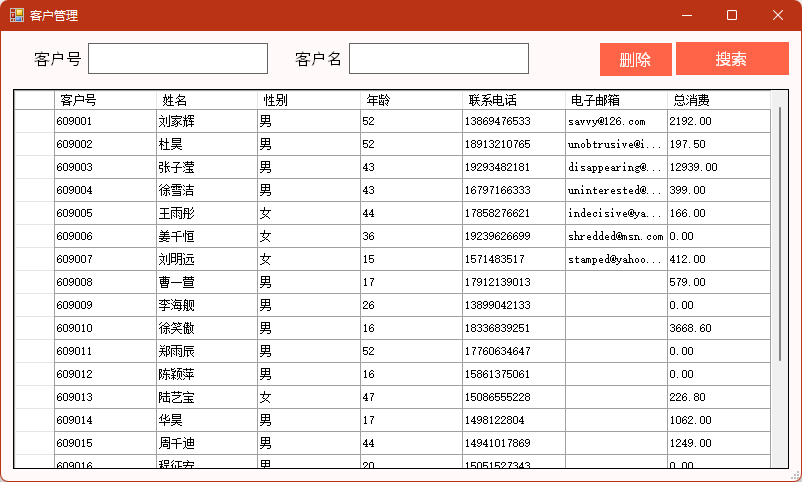 客户管理
客户号 客户名 删除 搜索
客户号 姓名 性别 年龄 联系电话 电子邮箱 总消费
609001 刘家辉 男 52 13869476533 savvy@126.com 2192.00
609002 杜昊 男 52 18913210765 unobtrusive@i... 197.50
609003 张子滢 男 43 19293482181 disappearing@... 12939.00
609004 徐雪洁 男 43 16797166333 uninterested@... 399.00
609005 王雨彤 女 44 17858276621 indecisive@ya... 166.00
609006 姜千恒 女 36 19239626699 shredded@msn.com 0.00
609007 刘明远 女 15 1571483517 stamped@yahoo... 412.00
609008 曹一萱 男 17 17912139013 579.00
609009 李海舰 男 26 13899042133 0.00
609010 徐笑傲 男 16 18336839251 3668.60
609011 郑雨辰 男 52 17760634647 0.00
609012 陈颖萍 男 16 15861375061 0.00
609013 陆艺宝 女 47 15086555228 226.80
609014 华昊 男 17 1498122804 1062.00
609015 周千迪 男 44 14941017869 1249.00
609016 程征安 男 20 15051527343 0.00